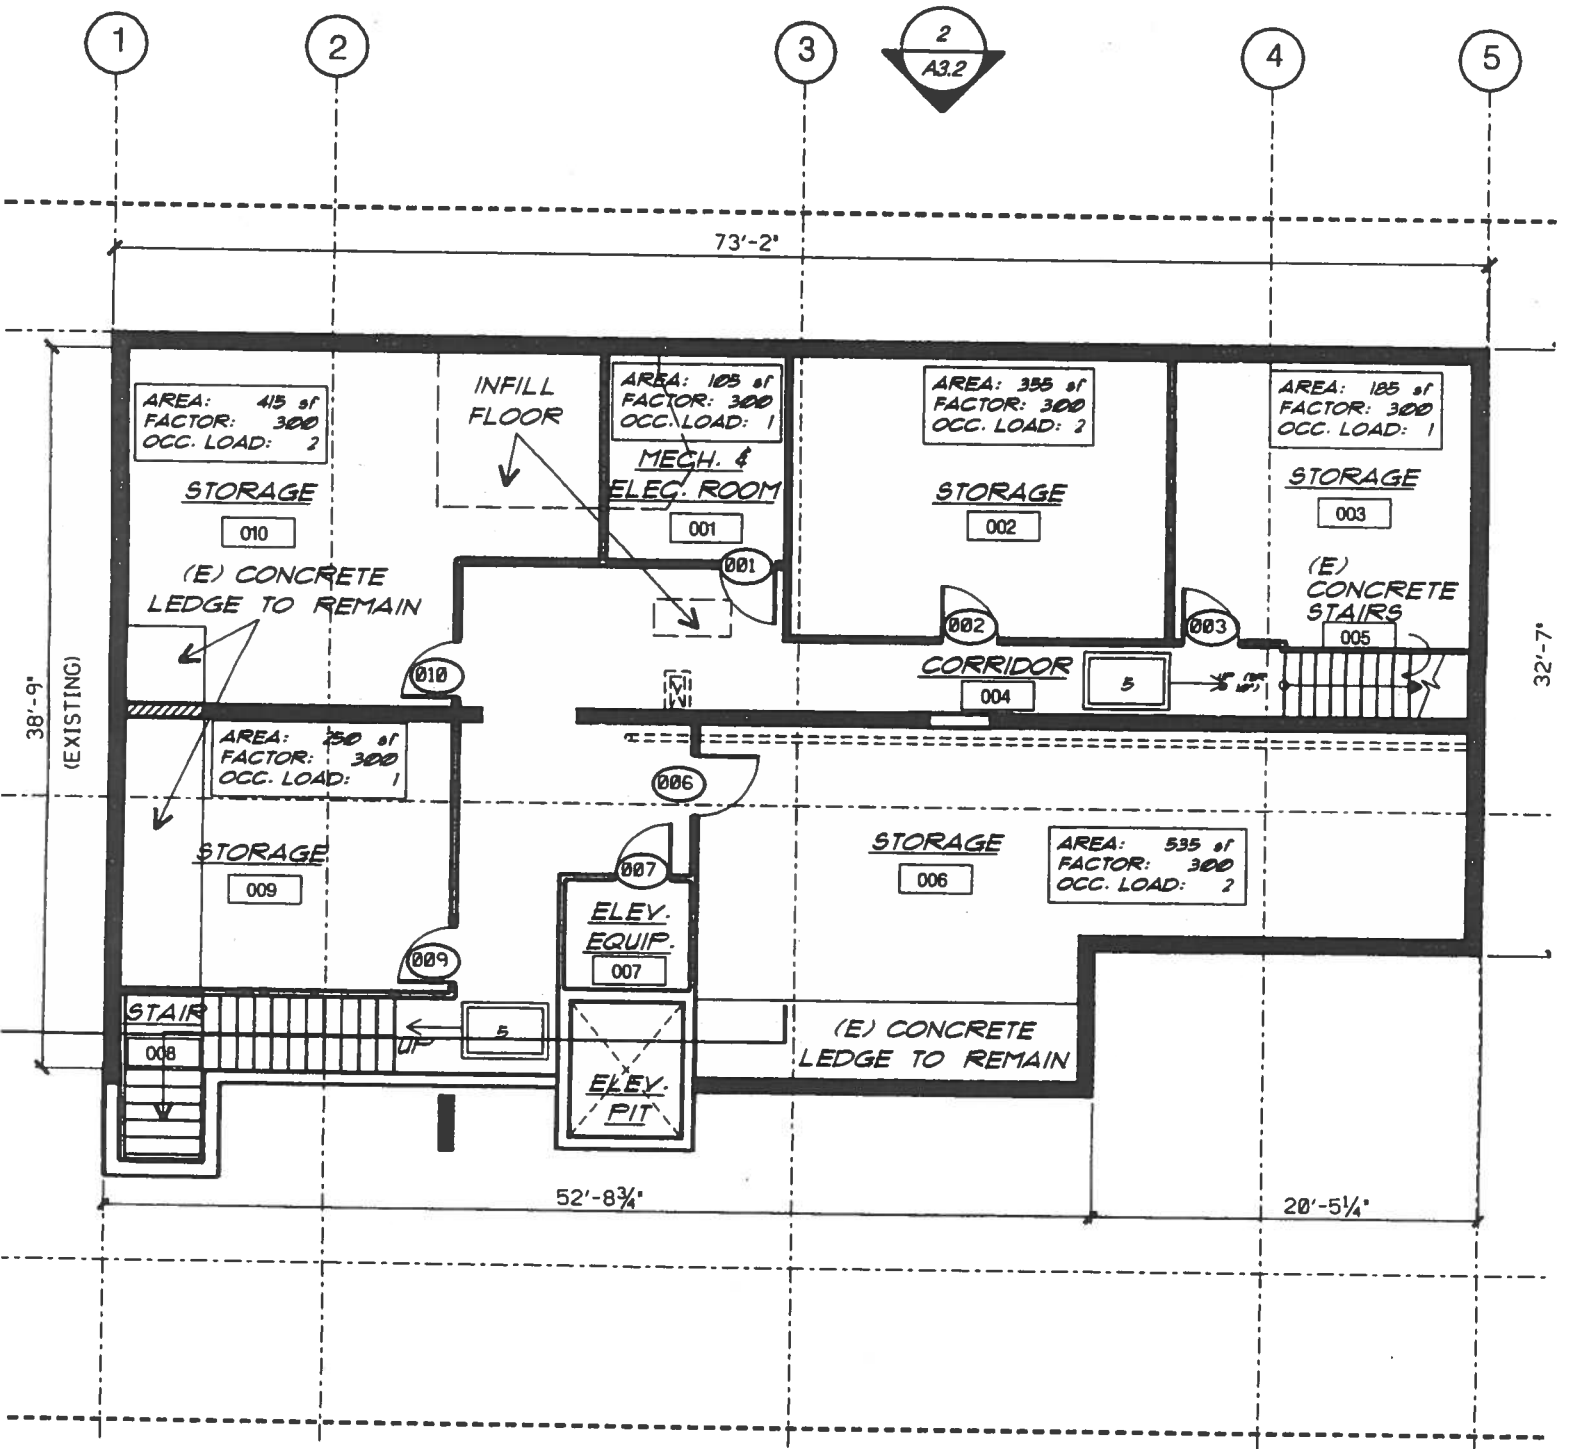 1
2
3
2
A3.2
4
5
73'-2"
AREA: 415 sf
FACTOR: 300
OCC. LOAD: 2
STORAGE
010
INFILL
FLOOR
AREA: 105 sf
FACTOR: 300
OCC. LOAD: 1
MECH. &
ELEC. ROOM
001
001
AREA: 355 sf
FACTOR: 300
OCC. LOAD: 2
STORAGE
002
002
AREA: 185 sf
FACTOR: 300
OCC. LOAD: 1
STORAGE
003
003
(E) CONCRETE
LEDGE TO REMAIN
(E)
CONCRETE
STAIRS
005
010
CORRIDOR
004
5
UP
38'-9"
(EXISTING)
32'-7"
AREA: 250 sf
FACTOR: 300
OCC. LOAD: 1
STORAGE
009
009
006
STORAGE
006
AREA: 535 sf
FACTOR: 300
OCC. LOAD: 2
007
ELEV.
EQUIP.
007
STAIR
008
UP
5
(E) CONCRETE
LEDGE TO REMAIN
ELEV.
PIT
52'-8¾"
20'-5¼"